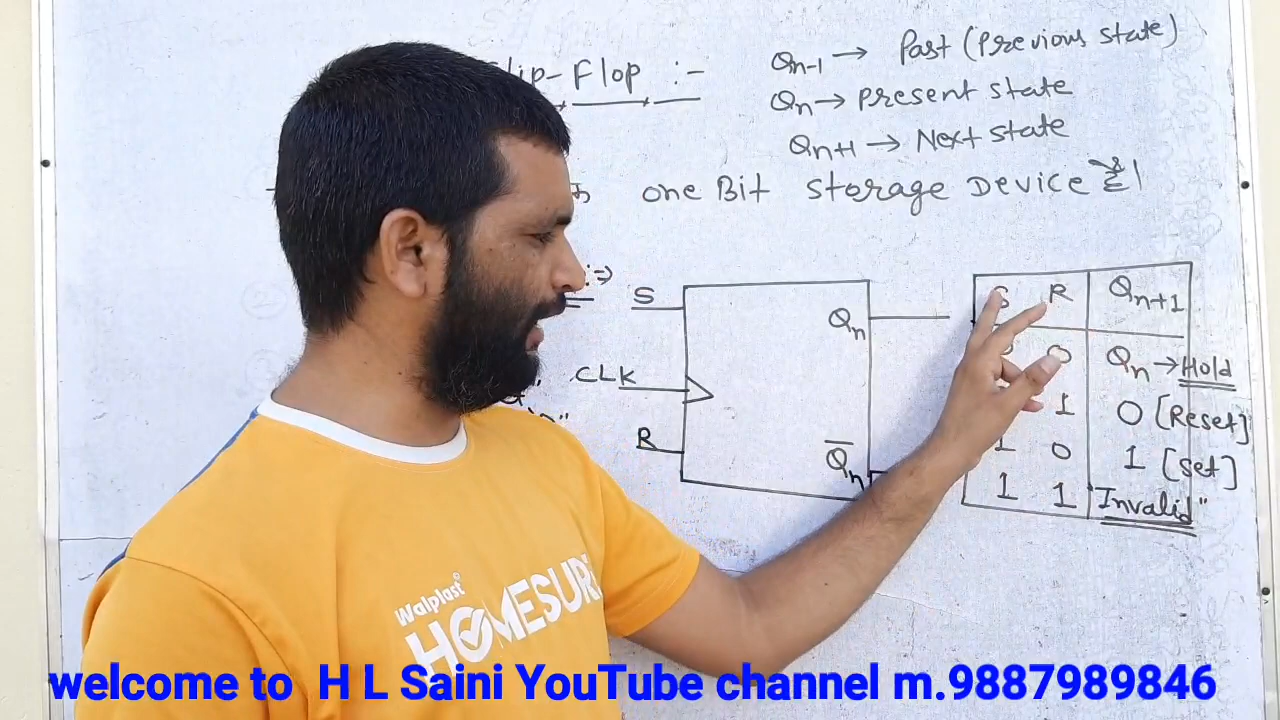 Flip-Flop :-
Qn-1 → Past (Previous state)
Qn → Present state
Qn+1 → Next state
one Bit storage Device है।
:⇒
S
CLK
R
Qn
Q̅n
S R Qn+1
0 0 Qn → Hold
1 0 [Reset]
1 0 1 [set]
1 1 "Invalid"
Walplast
HOMESURE
welcome to H L Saini YouTube channel m.9887989846